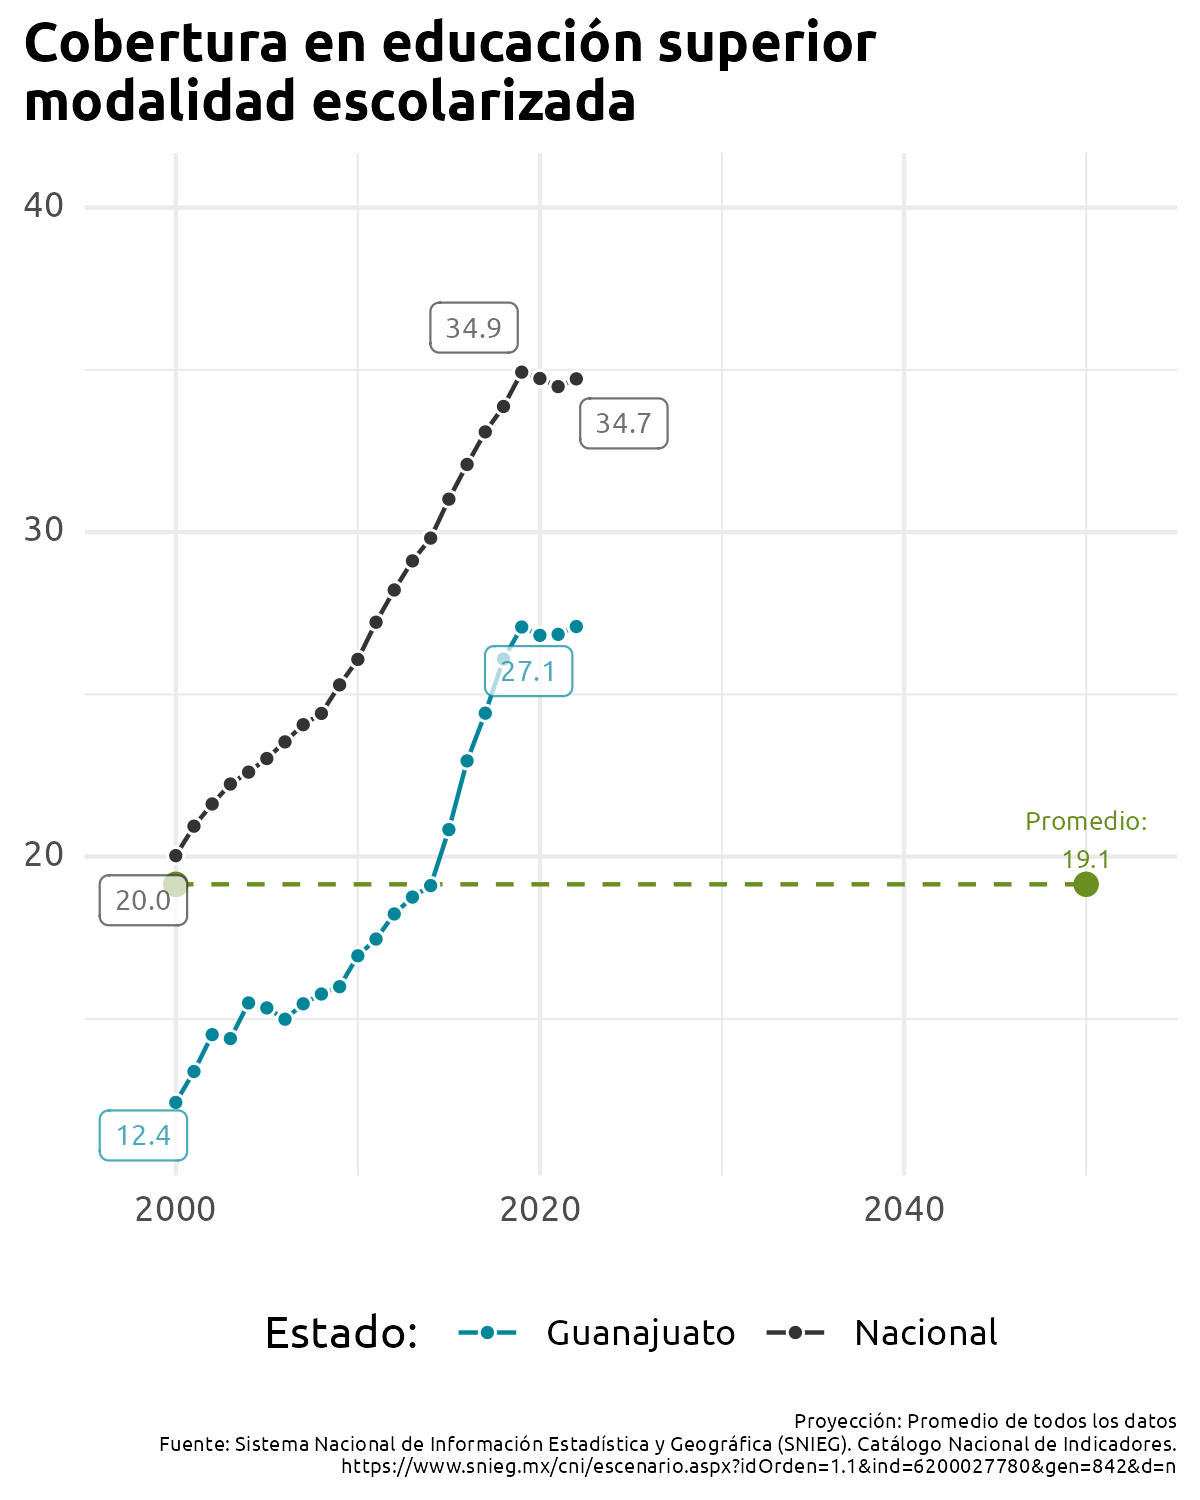 Cobertura en educación superior
modalidad escolarizada
40
34.9
34.7
30
27.1
Promedio:
20
19.1
20.0
12.4
2000
2020
2040
Estado:
Guanajuato
Nacional
Proyección: Promedio de todos los datos
Fuente: Sistema Nacional de Información Estadística y Geográfica (SNIEG). Catálogo Nacional de Indicadores.
https://www.snieg.mx/cni/escenario.aspx?idOrden=1.1&ind=6200027780&gen=842&d=n